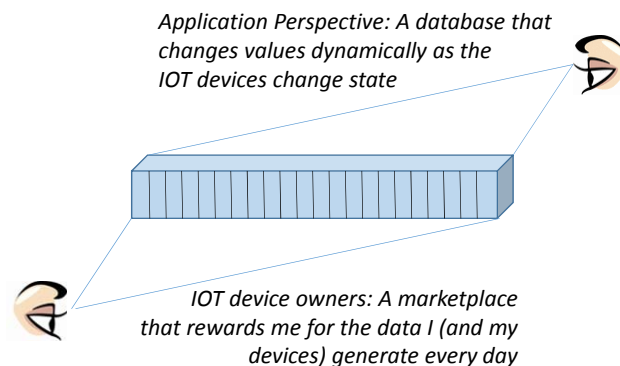 Application Perspective: A database that
changes values dynamically as the
IOT devices change state
IOT device owners: A marketplace
that rewards me for the data I (and my
devices) generate every day